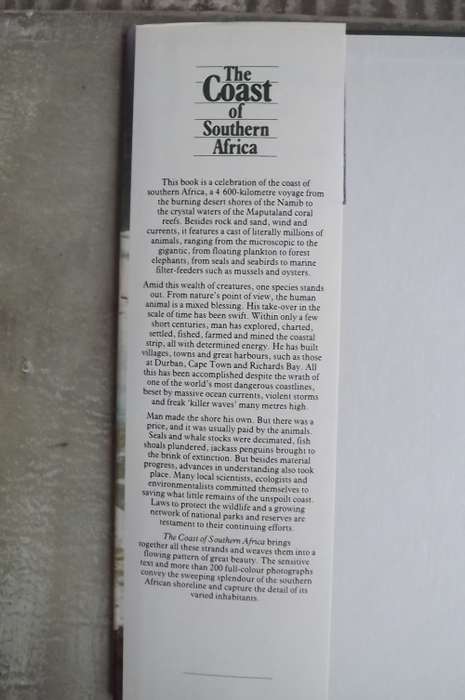 The
Coast
of
Southern
Africa
This book is a celebration of the coast of
southern Africa, a 4 600-kilometre voyage from
the burning desert shores of the Namib to
the crystal waters of the Maputaland coral
reefs. Besides rock and sand, wind and
currents, it features a cast of literally millions of
animals, ranging from the microscopic to the
gigantic, from floating plankton to forest
elephants, from seals and seabirds to marine
filter-feeders such as mussels and oysters.
Amid this wealth of creatures, one species stands
out. From nature's point of view, the human
animal is a mixed blessing. His take-over in the
scale of time has been swift. Within only a few
short centuries, man has explored, charted,
settled, fished, farmed and mined the coastal
strip, all with determined energy. He has built
villages, towns and great harbours, such as those
at Durban, Cape Town and Richards Bay. All
this has been accomplished despite the wrath of
one of the world's most dangerous coastlines,
beset by massive ocean currents, violent storms
and freak 'killer waves' many metres high.
Man made the shore his own. But there was a
price, and it was usually paid by the animals.
Seals and whale stocks were decimated, fish
shoals plundered, jackass penguins brought to
the brink of extinction. But besides material
progress, advances in understanding also took
place. Many local scientists, ecologists and
environmentalists committed themselves to
saving what little remains of the unspoilt coast.
Laws to protect the wildlife and a growing
network of national parks and reserves are
testament to their continuing efforts.
The Coast of Southern Africa brings
together all these strands and weaves them into a
flowing pattern of great beauty. The sensitive
text and more than 200 full-colour photographs
convey the sweeping splendour of the southern
African shoreline and capture the detail of its
varied inhabitants.